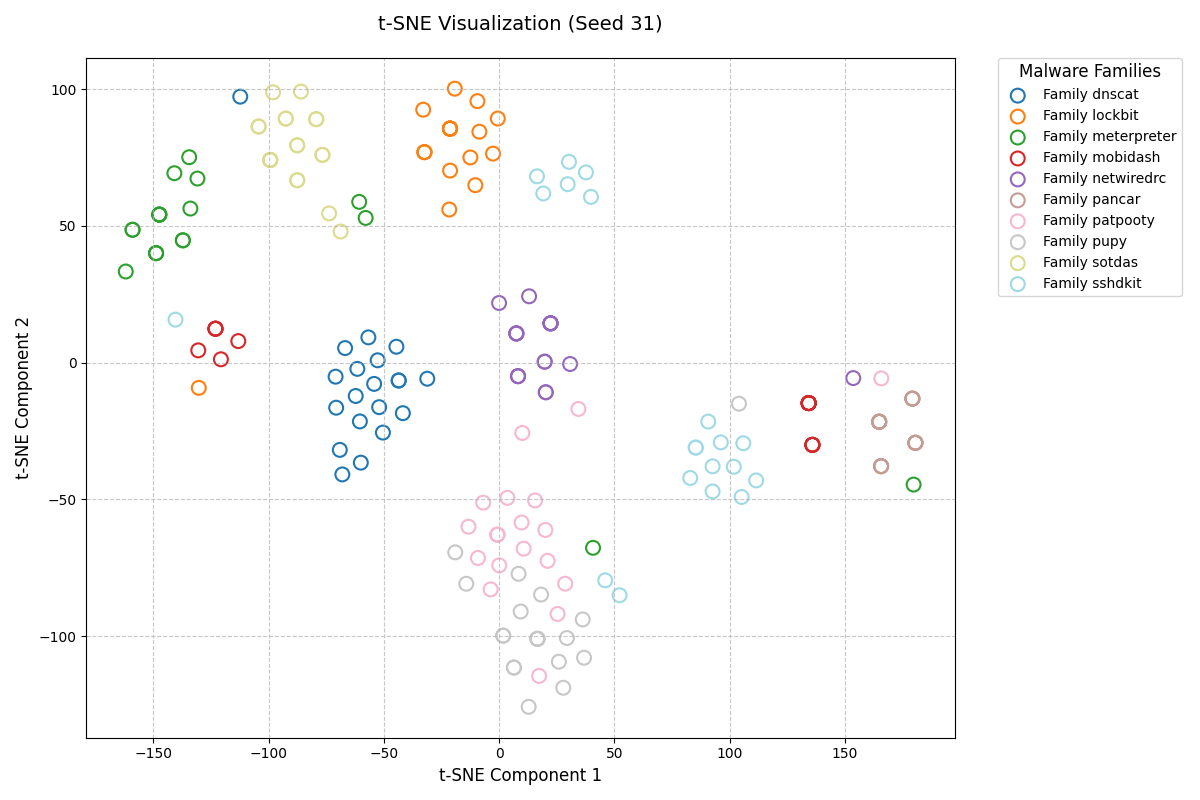 t-SNE Visualization (Seed 31)
Malware Families
Family dnscat
Family lockbit
Family meterpreter
Family mobidash
Family netwiredrc
Family pancar
Family patpooty
Family pupy
Family sotdas
Family sshdkit
t-SNE Component 2
100
50
0
−50
−100
−150 −100 −50 0 50 100 150
t-SNE Component 1